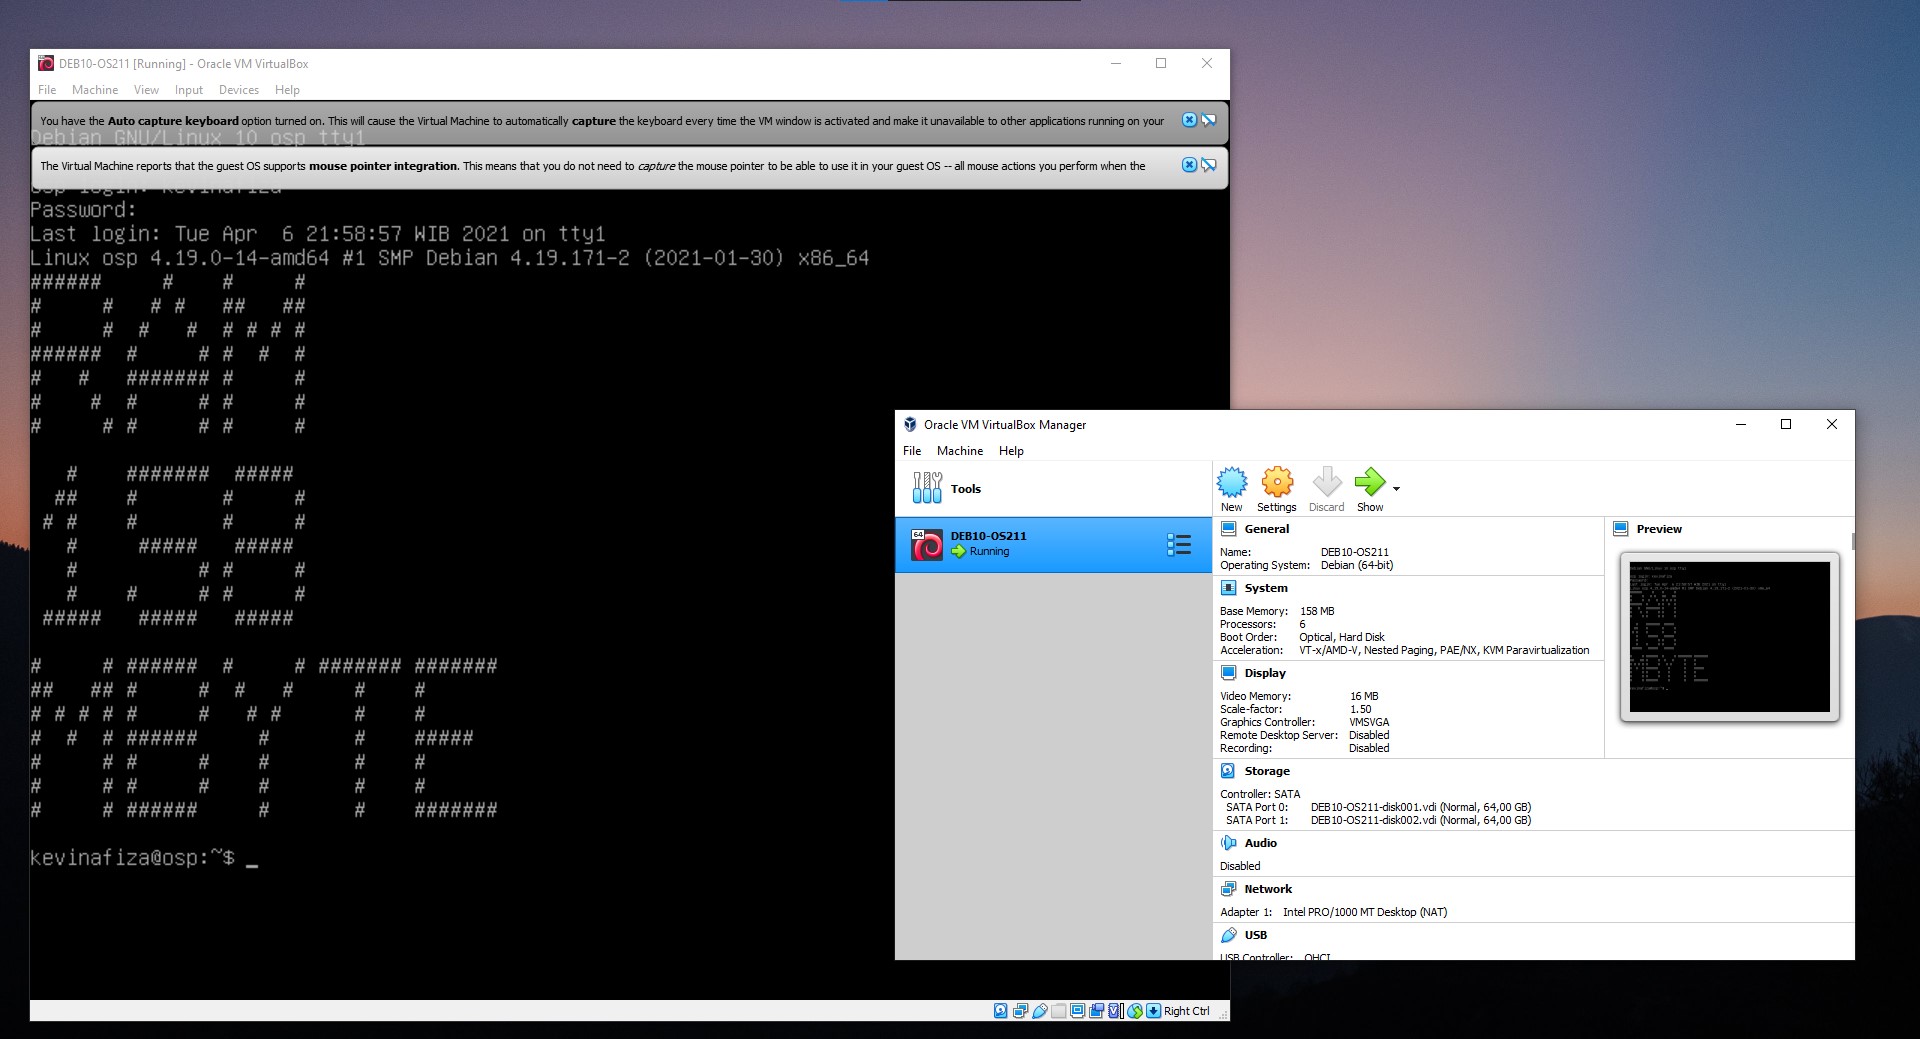 DEB10-OS211 [Running] - Oracle VM VirtualBox
File Machine View Input Devices Help
You have the Auto capture keyboard option turned on. This will cause the Virtual Machine to automatically capture the keyboard every time the VM window is activated and make it unavailable to other applications running on your
Debian GNU/Linux 10 osp tty1
The Virtual Machine reports that the guest OS supports mouse pointer integration. This means that you do not need to capture the mouse pointer to be able to use it in your guest OS -- all mouse actions you perform when the
osp login: kevinafiza
Password:
Last login: Tue Apr  6 21:58:57 WIB 2021 on tty1
Linux osp 4.19.0-14-amd64 #1 SMP Debian 4.19.171-2 (2021-01-30) x86_64
RAM
158
MBYTE
kevinafiza@osp:~$ _
Right Ctrl
Oracle VM VirtualBox Manager
File Machine Help
Tools
New Settings Discard Show
64
DEB10-OS211
Running
General
Name: DEB10-OS211
Operating System: Debian (64-bit)
System
Base Memory: 158 MB
Processors: 6
Boot Order: Optical, Hard Disk
Acceleration: VT-x/AMD-V, Nested Paging, PAE/NX, KVM Paravirtualization
Display
Video Memory: 16 MB
Scale-factor: 1.50
Graphics Controller: VMSVGA
Remote Desktop Server: Disabled
Recording: Disabled
Storage
Controller: SATA
SATA Port 0: DEB10-OS211-disk001.vdi (Normal, 64,00 GB)
SATA Port 1: DEB10-OS211-disk002.vdi (Normal, 64,00 GB)
Audio
Disabled
Network
Adapter 1: Intel PRO/1000 MT Desktop (NAT)
USB
USB Controller: OHCI
Preview
RAM
158
MBYTE